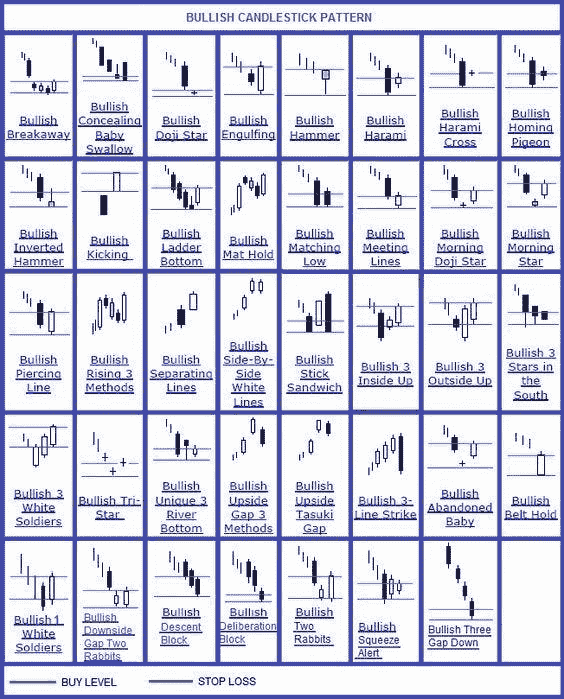 BULLISH CANDLESTICK PATTERN
Bullish
Breakaway
Bullish
Concealing
Baby
Swallow
Bullish
Doji Star
Bullish
Engulfing
Bullish
Hammer
Bullish
Harami
Bullish
Harami
Cross
Bullish
Homing
Pigeon
Bullish
Inverted
Hammer
Bullish
Kicking
Bullish
Ladder
Bottom
Bullish
Mat Hold
Bullish
Matching
Low
Bullish
Meeting
Lines
Bullish
Morning
Doji Star
Bullish
Morning
Star
Bullish
Piercing
Line
Bullish
Rising 3
Methods
Bullish
Separating
Lines
Bullish
Side-By-
Side
White
Lines
Bullish
Stick
Sandwich
Bullish 3
Inside Up
Bullish 3
Outside Up
Bullish 3
Stars in
the
South
Bullish 3
White
Soldiers
Bullish Tri-
Star
Bullish
Unique 3
River
Bottom
Bullish
Upside
Gap 3
Methods
Bullish
Upside
Tasuki
Gap
Bullish 3-
Line Strike
Bullish
Abandoned
Baby
Bullish
Belt Hold
Bullish1
White
Soldiers
Bullish
Downside
Gap Two
Rabbits
Bullish
Descent
Block
Bullish
Deliberation
Block
Bullish
Two
Rabbits
Bullish
Squeeze
Alert
Bullish Three
Gap Down
BUY LEVEL
STOP LOSS